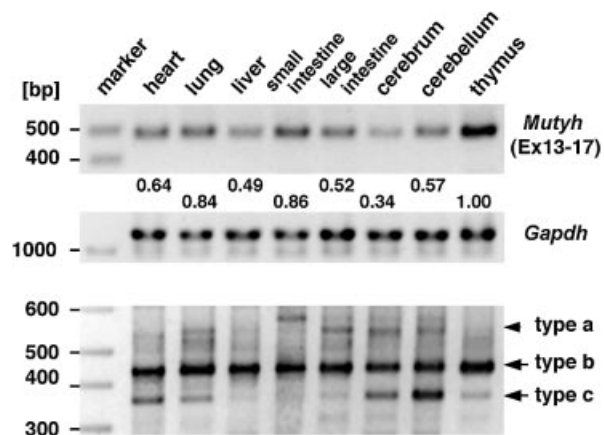 marker
heart
lung
liver
small
intestine
large
intestine
cerebrum
cerebellum
thymus
[bp]
500
400
Mutyh
(Ex13-17)
0.64 0.49 0.52 0.57
0.84 0.86 0.34 1.00
Gapdh
1000
600
type a
500
type b
400
type c
300